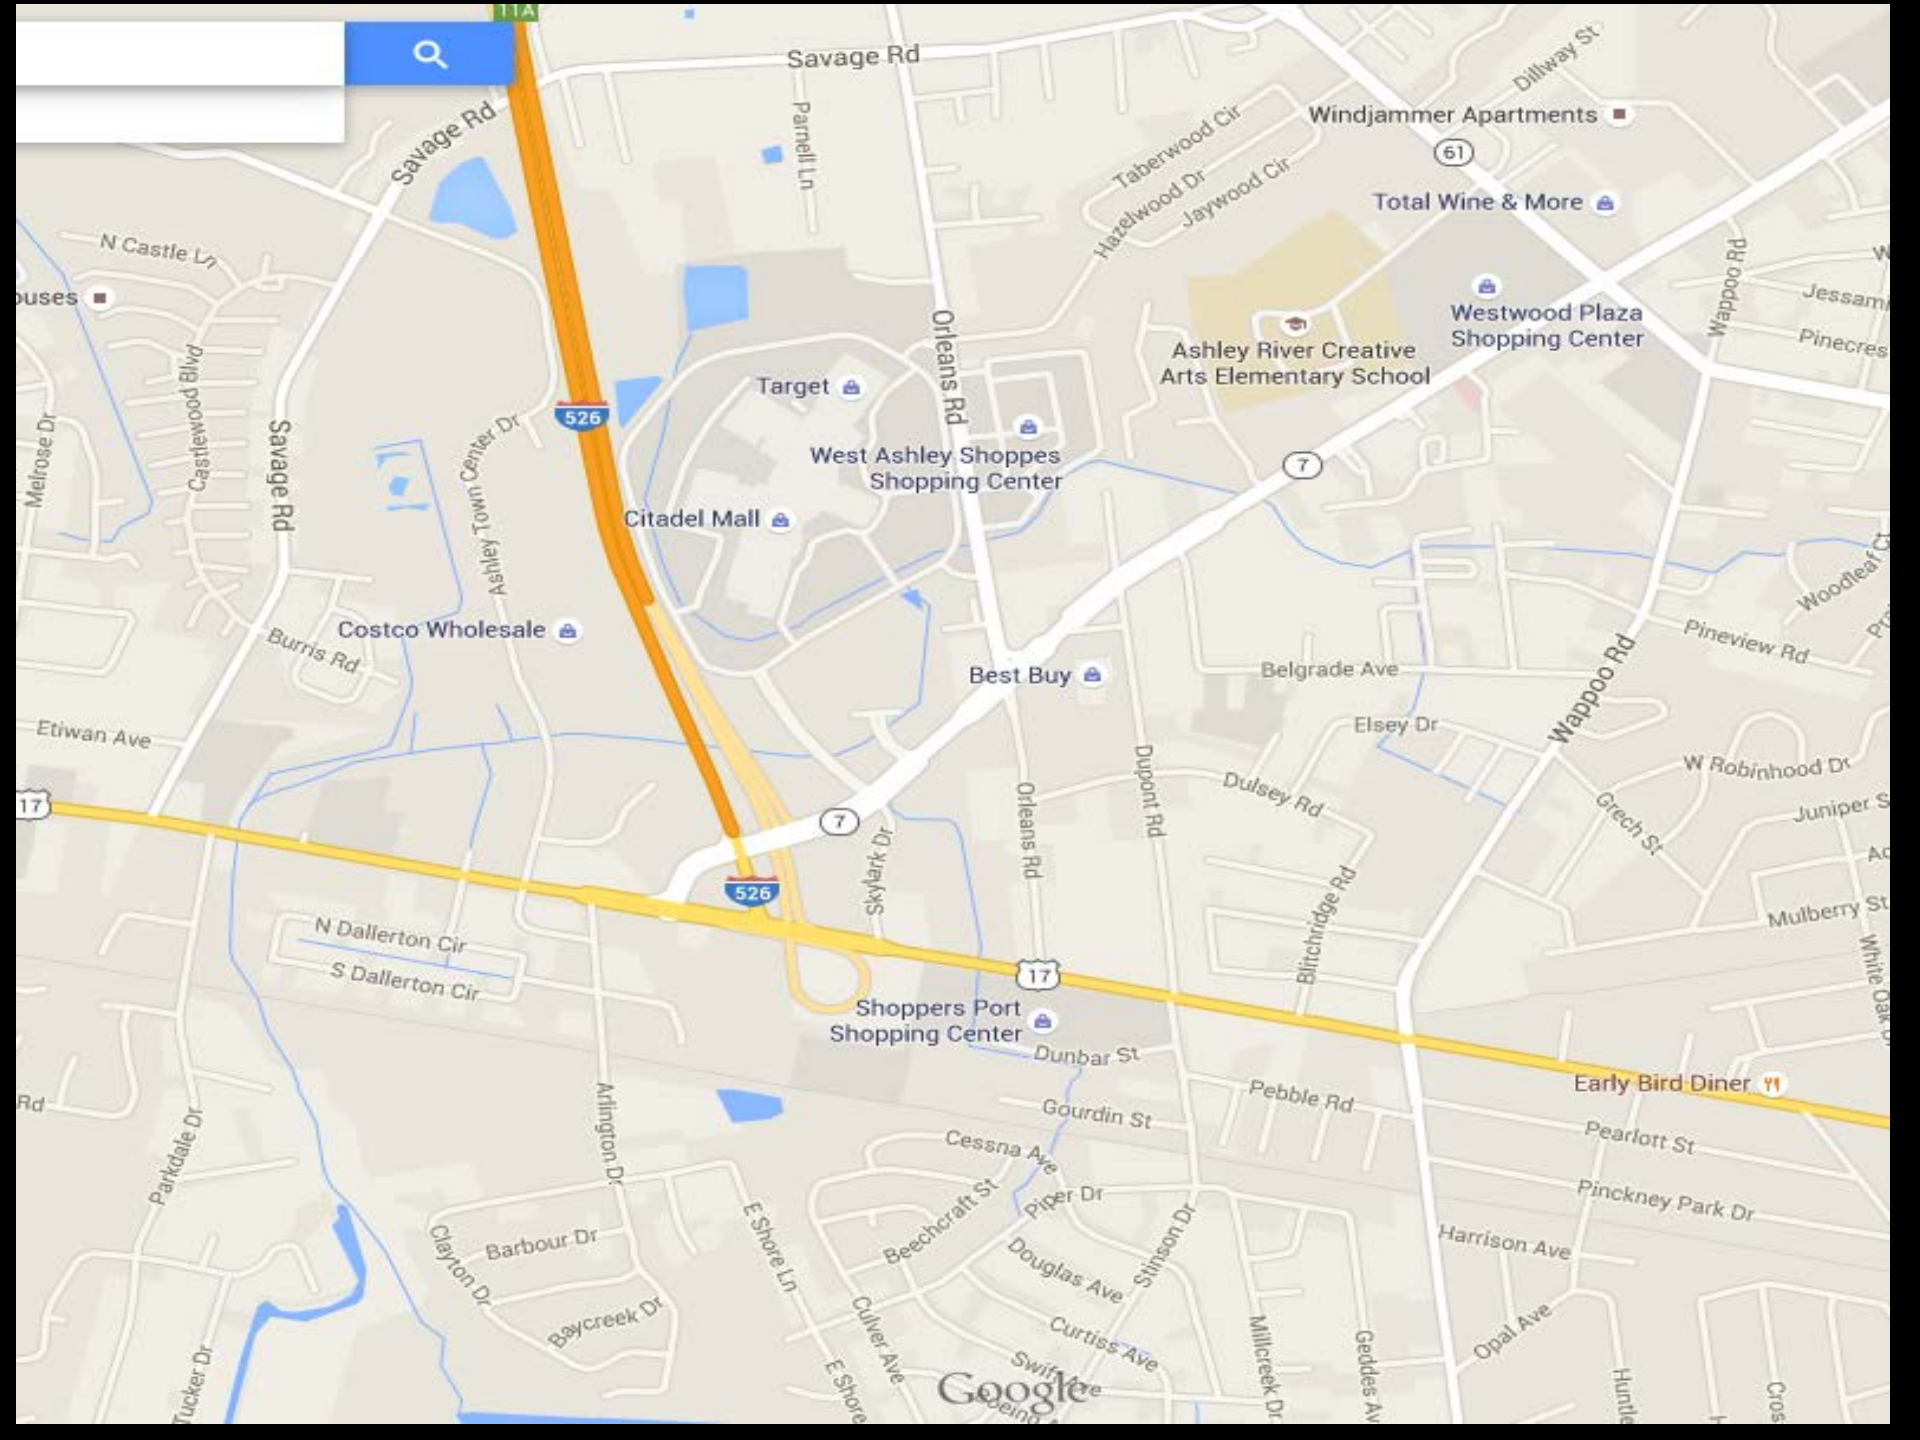 11A
Savage Rd
Savage Rd
Dillway St
Windjammer Apartments
Parnell Ln
Taberwood Cir
61
Hazelwood Dr
Jaywood Cir
Total Wine & More
N Castle Ln
Wappoo Rd
Westwood Plaza
Shopping Center
Orleans Rd
Ashley River Creative
Arts Elementary School
Castlewood Blvd
Target
526
Melrose Dr
Savage Rd
Ashley Town Center Dr
West Ashley Shoppes
Shopping Center
7
Citadel Mall
Woodleaf Ct
Costco Wholesale
Burris Rd
Pineview Rd
Best Buy
Belgrade Ave
Wappoo Rd
Etiwan Ave
Elsey Dr
Dupont Rd
W Robinhood Dr
17
Orleans Rd
Dulsey Rd
Grech St
Juniper S
7
Skylark Dr
526
Blitchridge Rd
Mulberry St
N Dallerton Cir
S Dallerton Cir
17
White Oak D
Shoppers Port
Shopping Center
Dunbar St
Early Bird Diner
Rd
Pebble Rd
Gourdin St
Arlington Dr
Parkdale Dr
Pearlott St
Cessna Ave
Piper Dr
Beechcraft St
Pinckney Park Dr
E Shore Ln
Stinson Dr
Clayton Dr
Barbour Dr
Harrison Ave
Douglas Ave
Baycreek Dr
Culver Ave
Curtiss Ave
Millcreek Dr
Geddes Av
Opal Ave
Tucker Dr
E Shore
Swift Ave
Google
Huntle
Cros